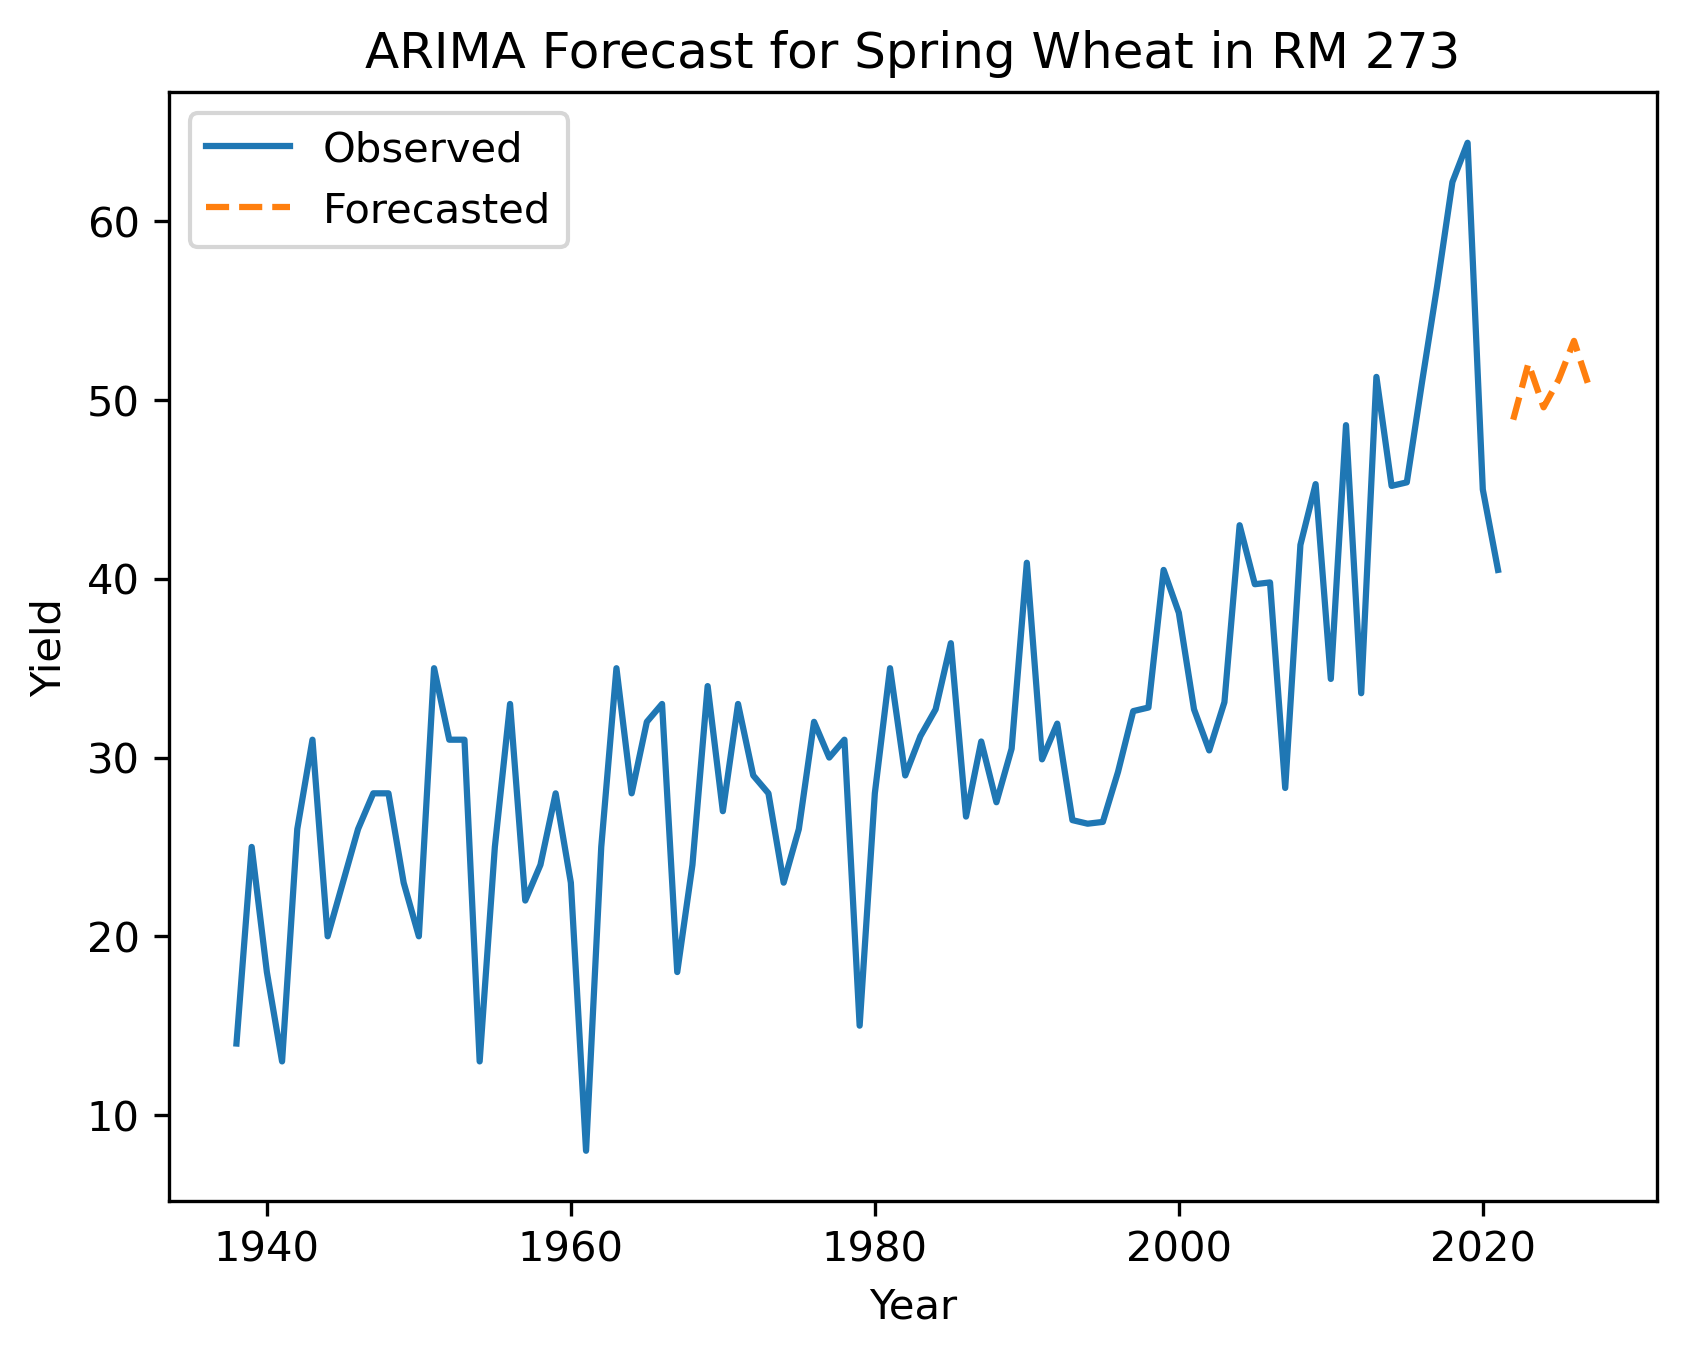 ARIMA Forecast for Spring Wheat in RM 273
Observed
Forecasted
60
50
40
30
20
10
Yield
1940 1960 1980 2000 2020
Year